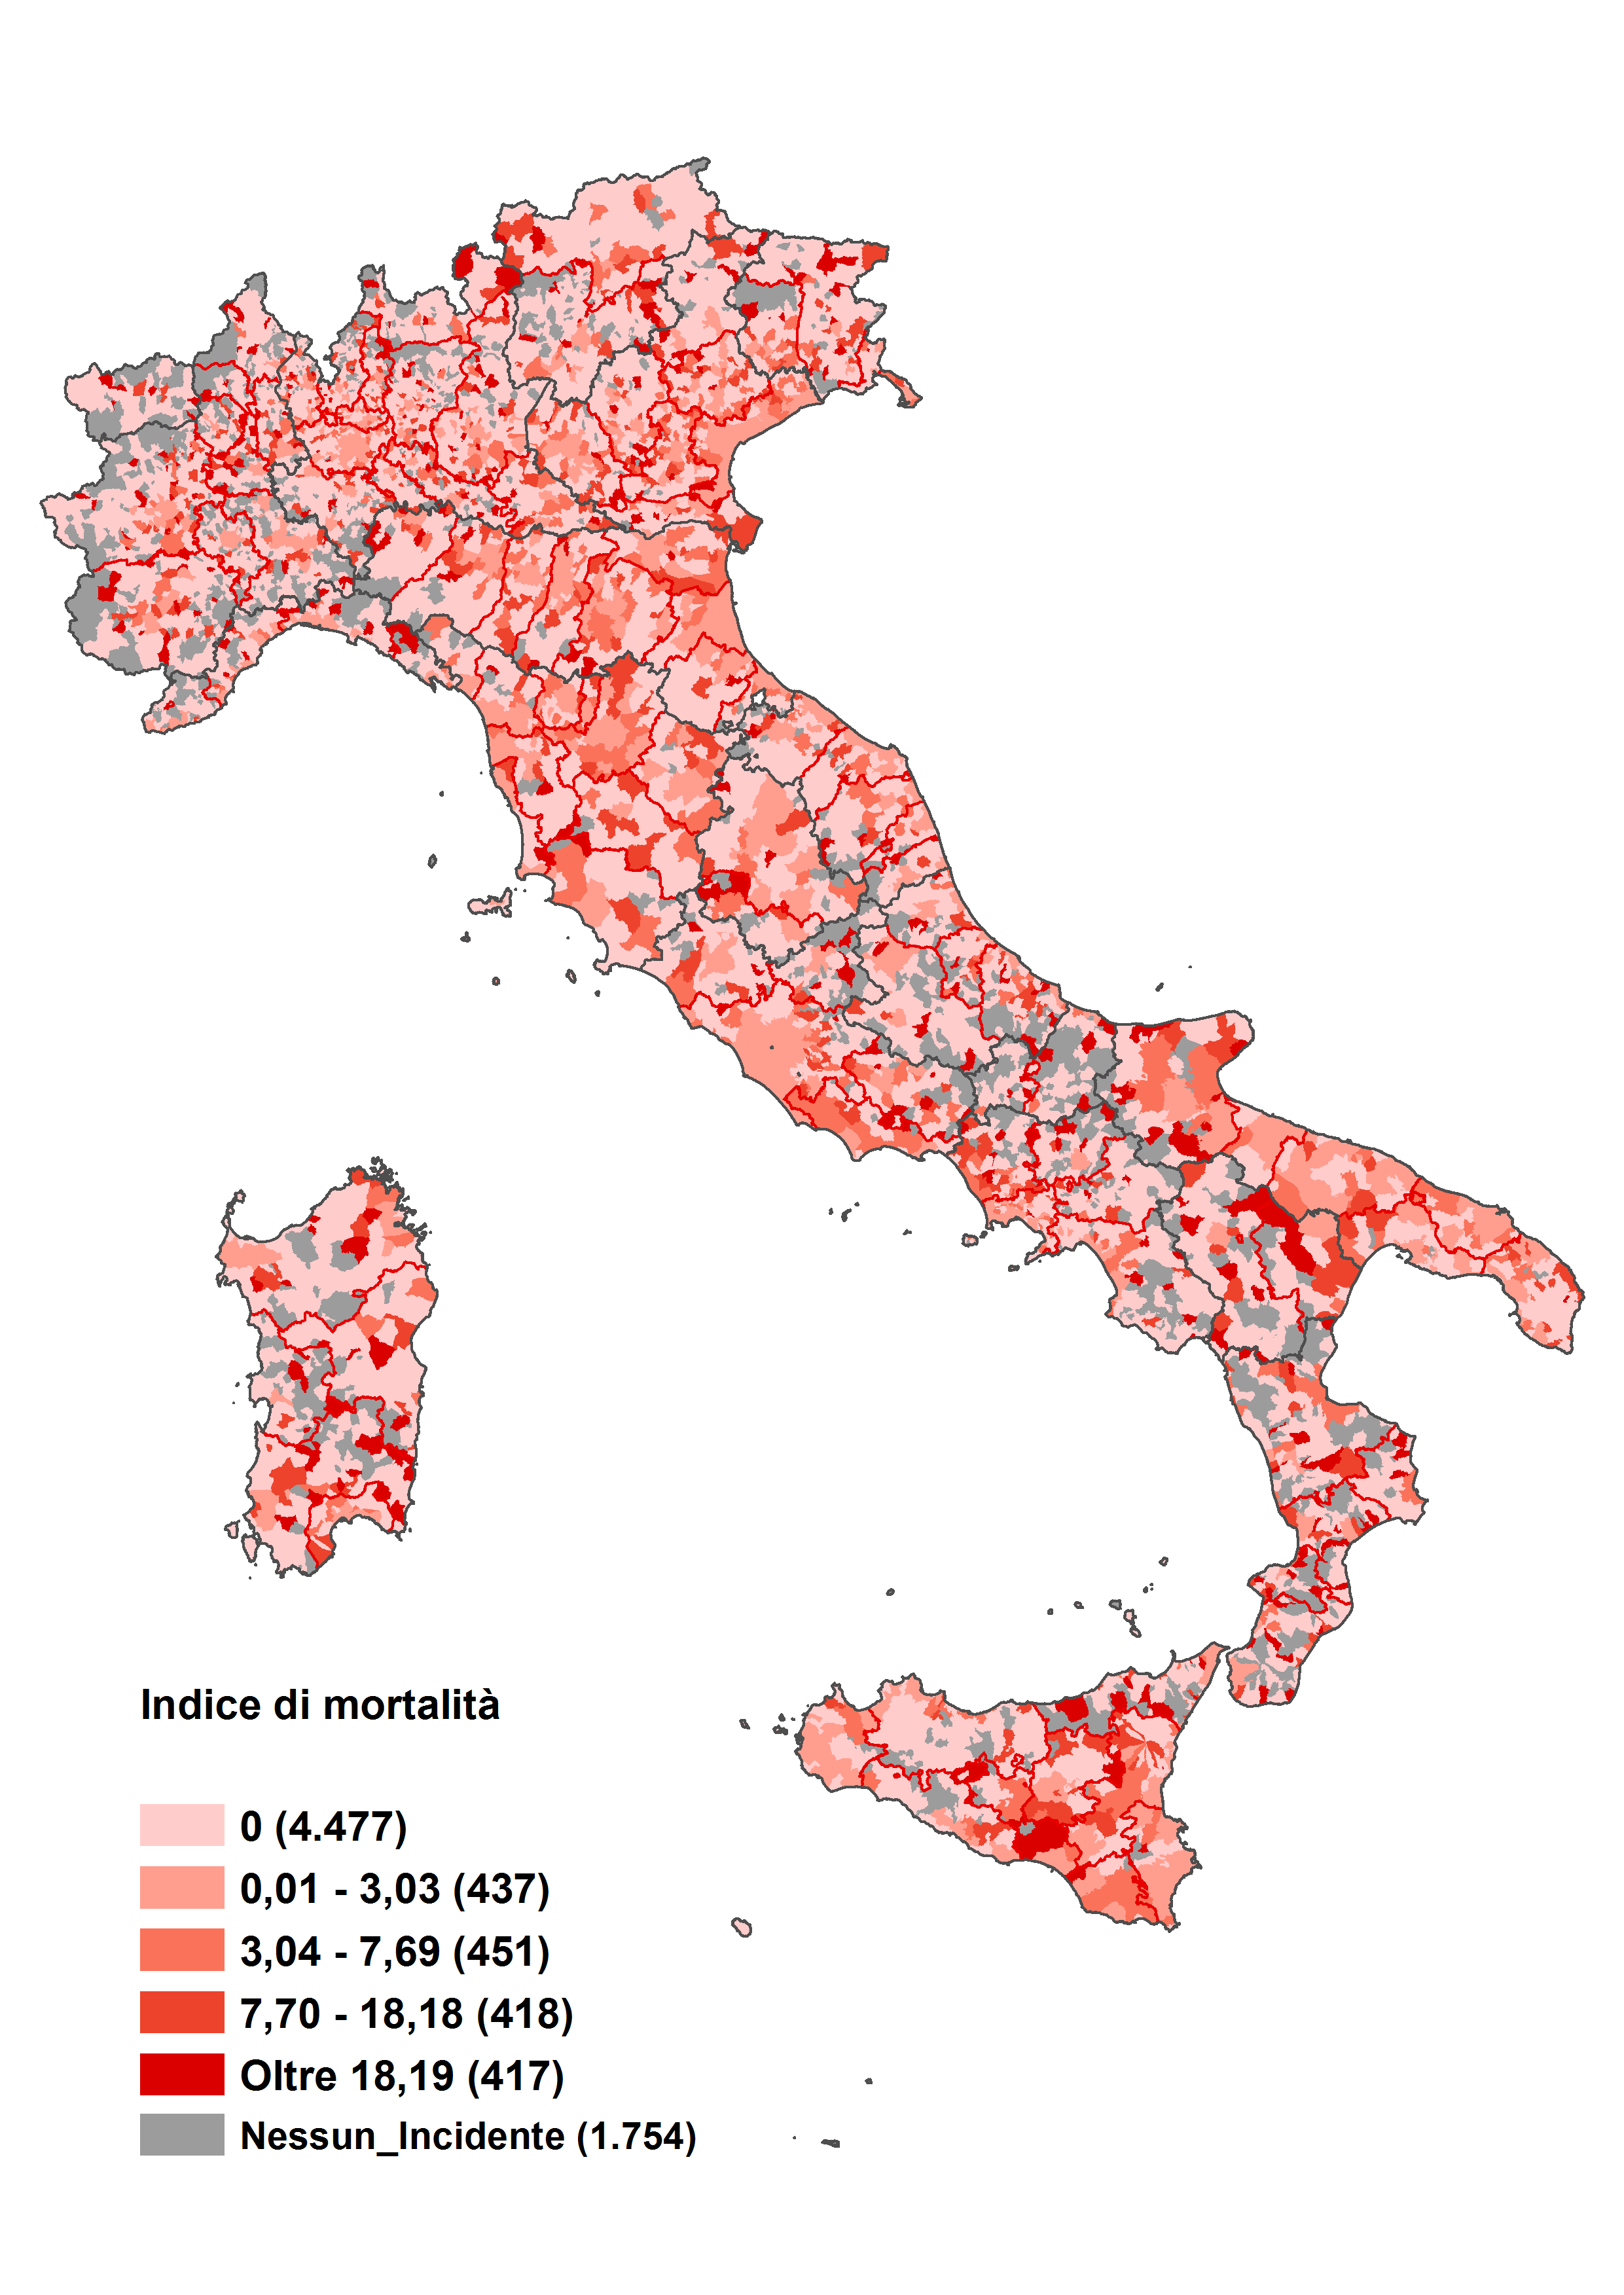 Indice di mortalità
0 (4.477)
0,01 - 3,03 (437)
3,04 - 7,69 (451)
7,70 - 18,18 (418)
Oltre 18,19 (417)
Nessun_Incidente (1.754)